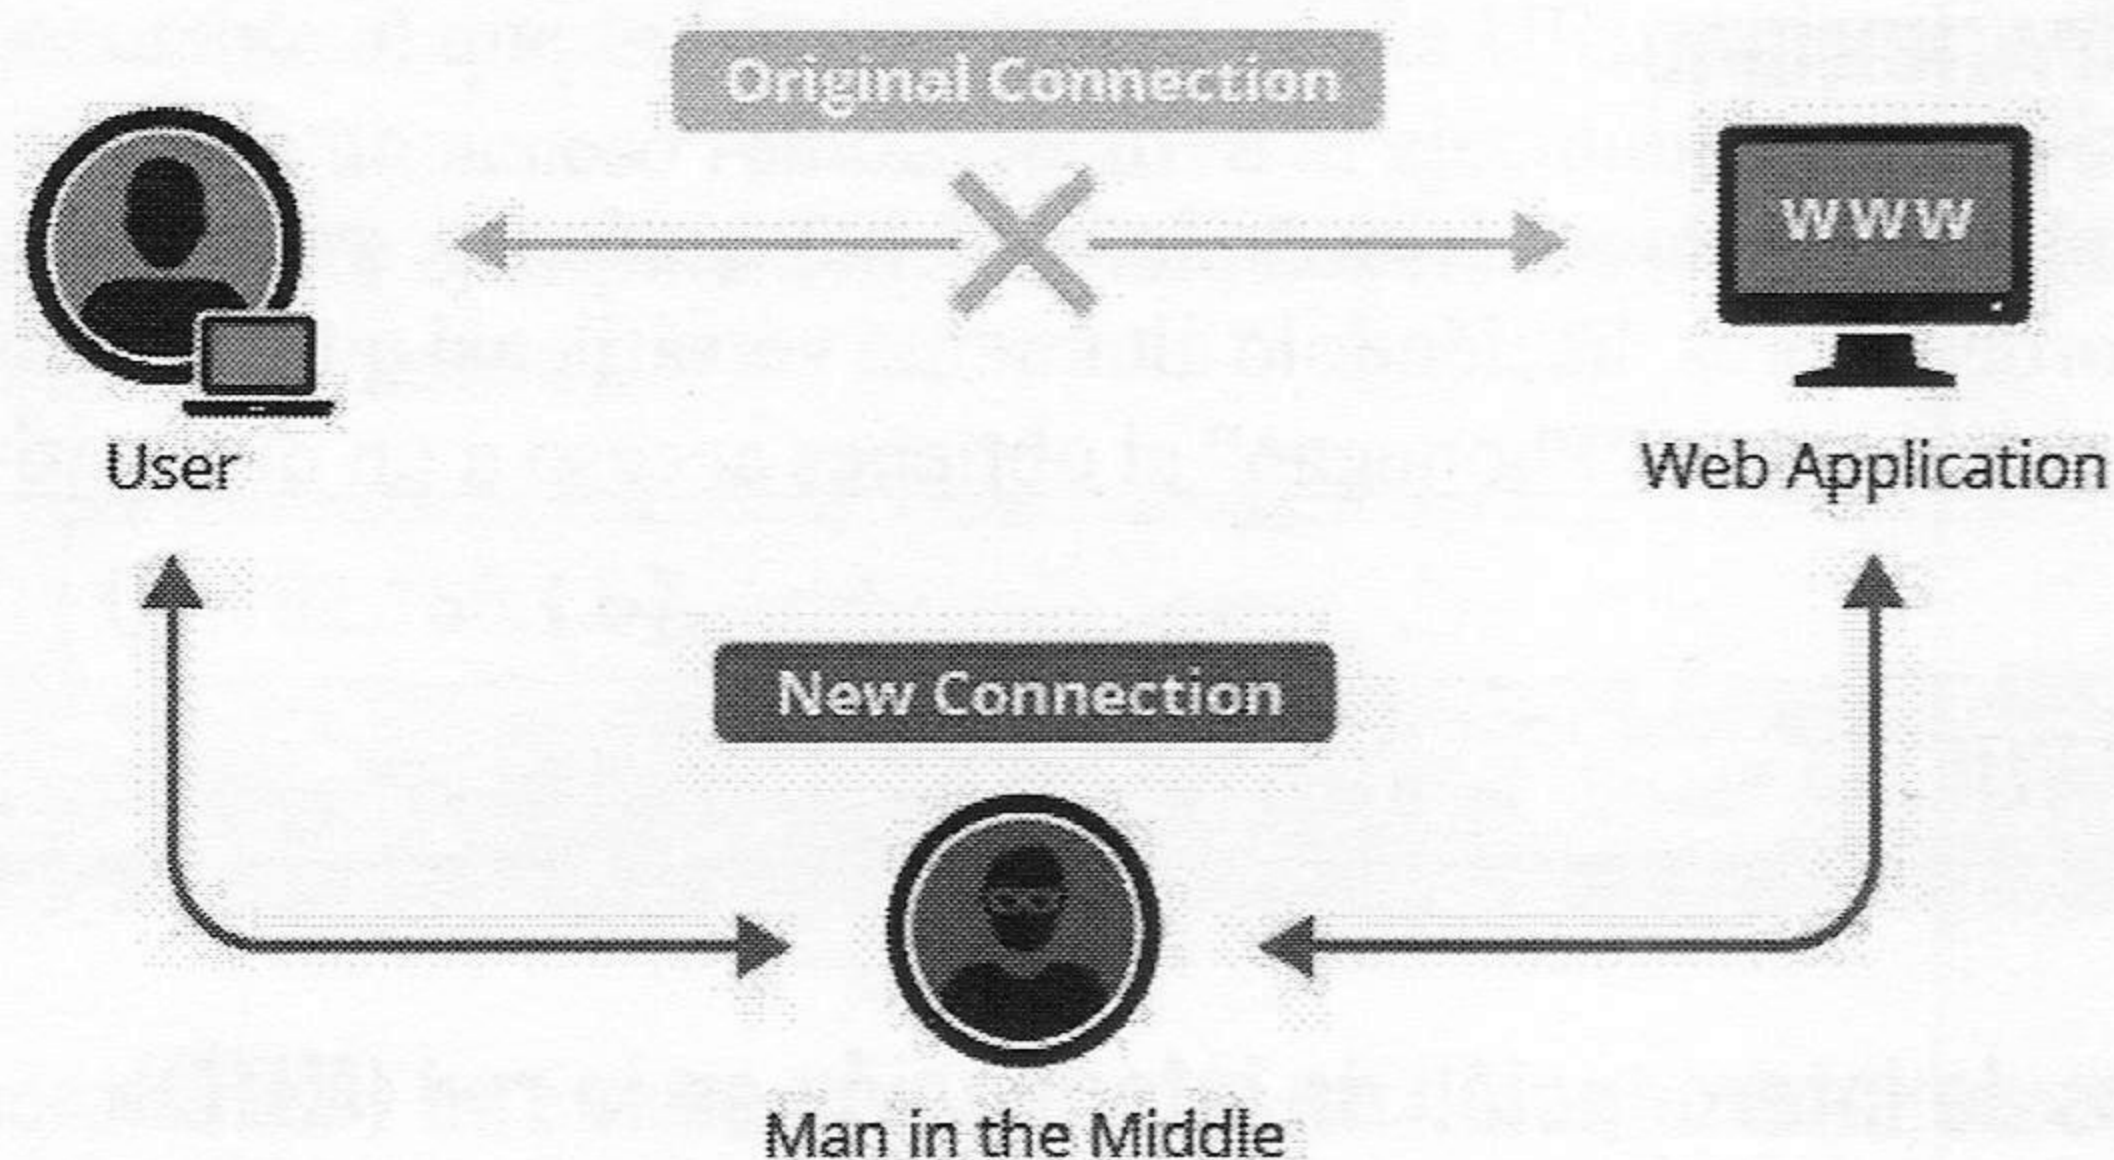 Original Connection
www
User
Web Application
New Connection
Man in the Middle